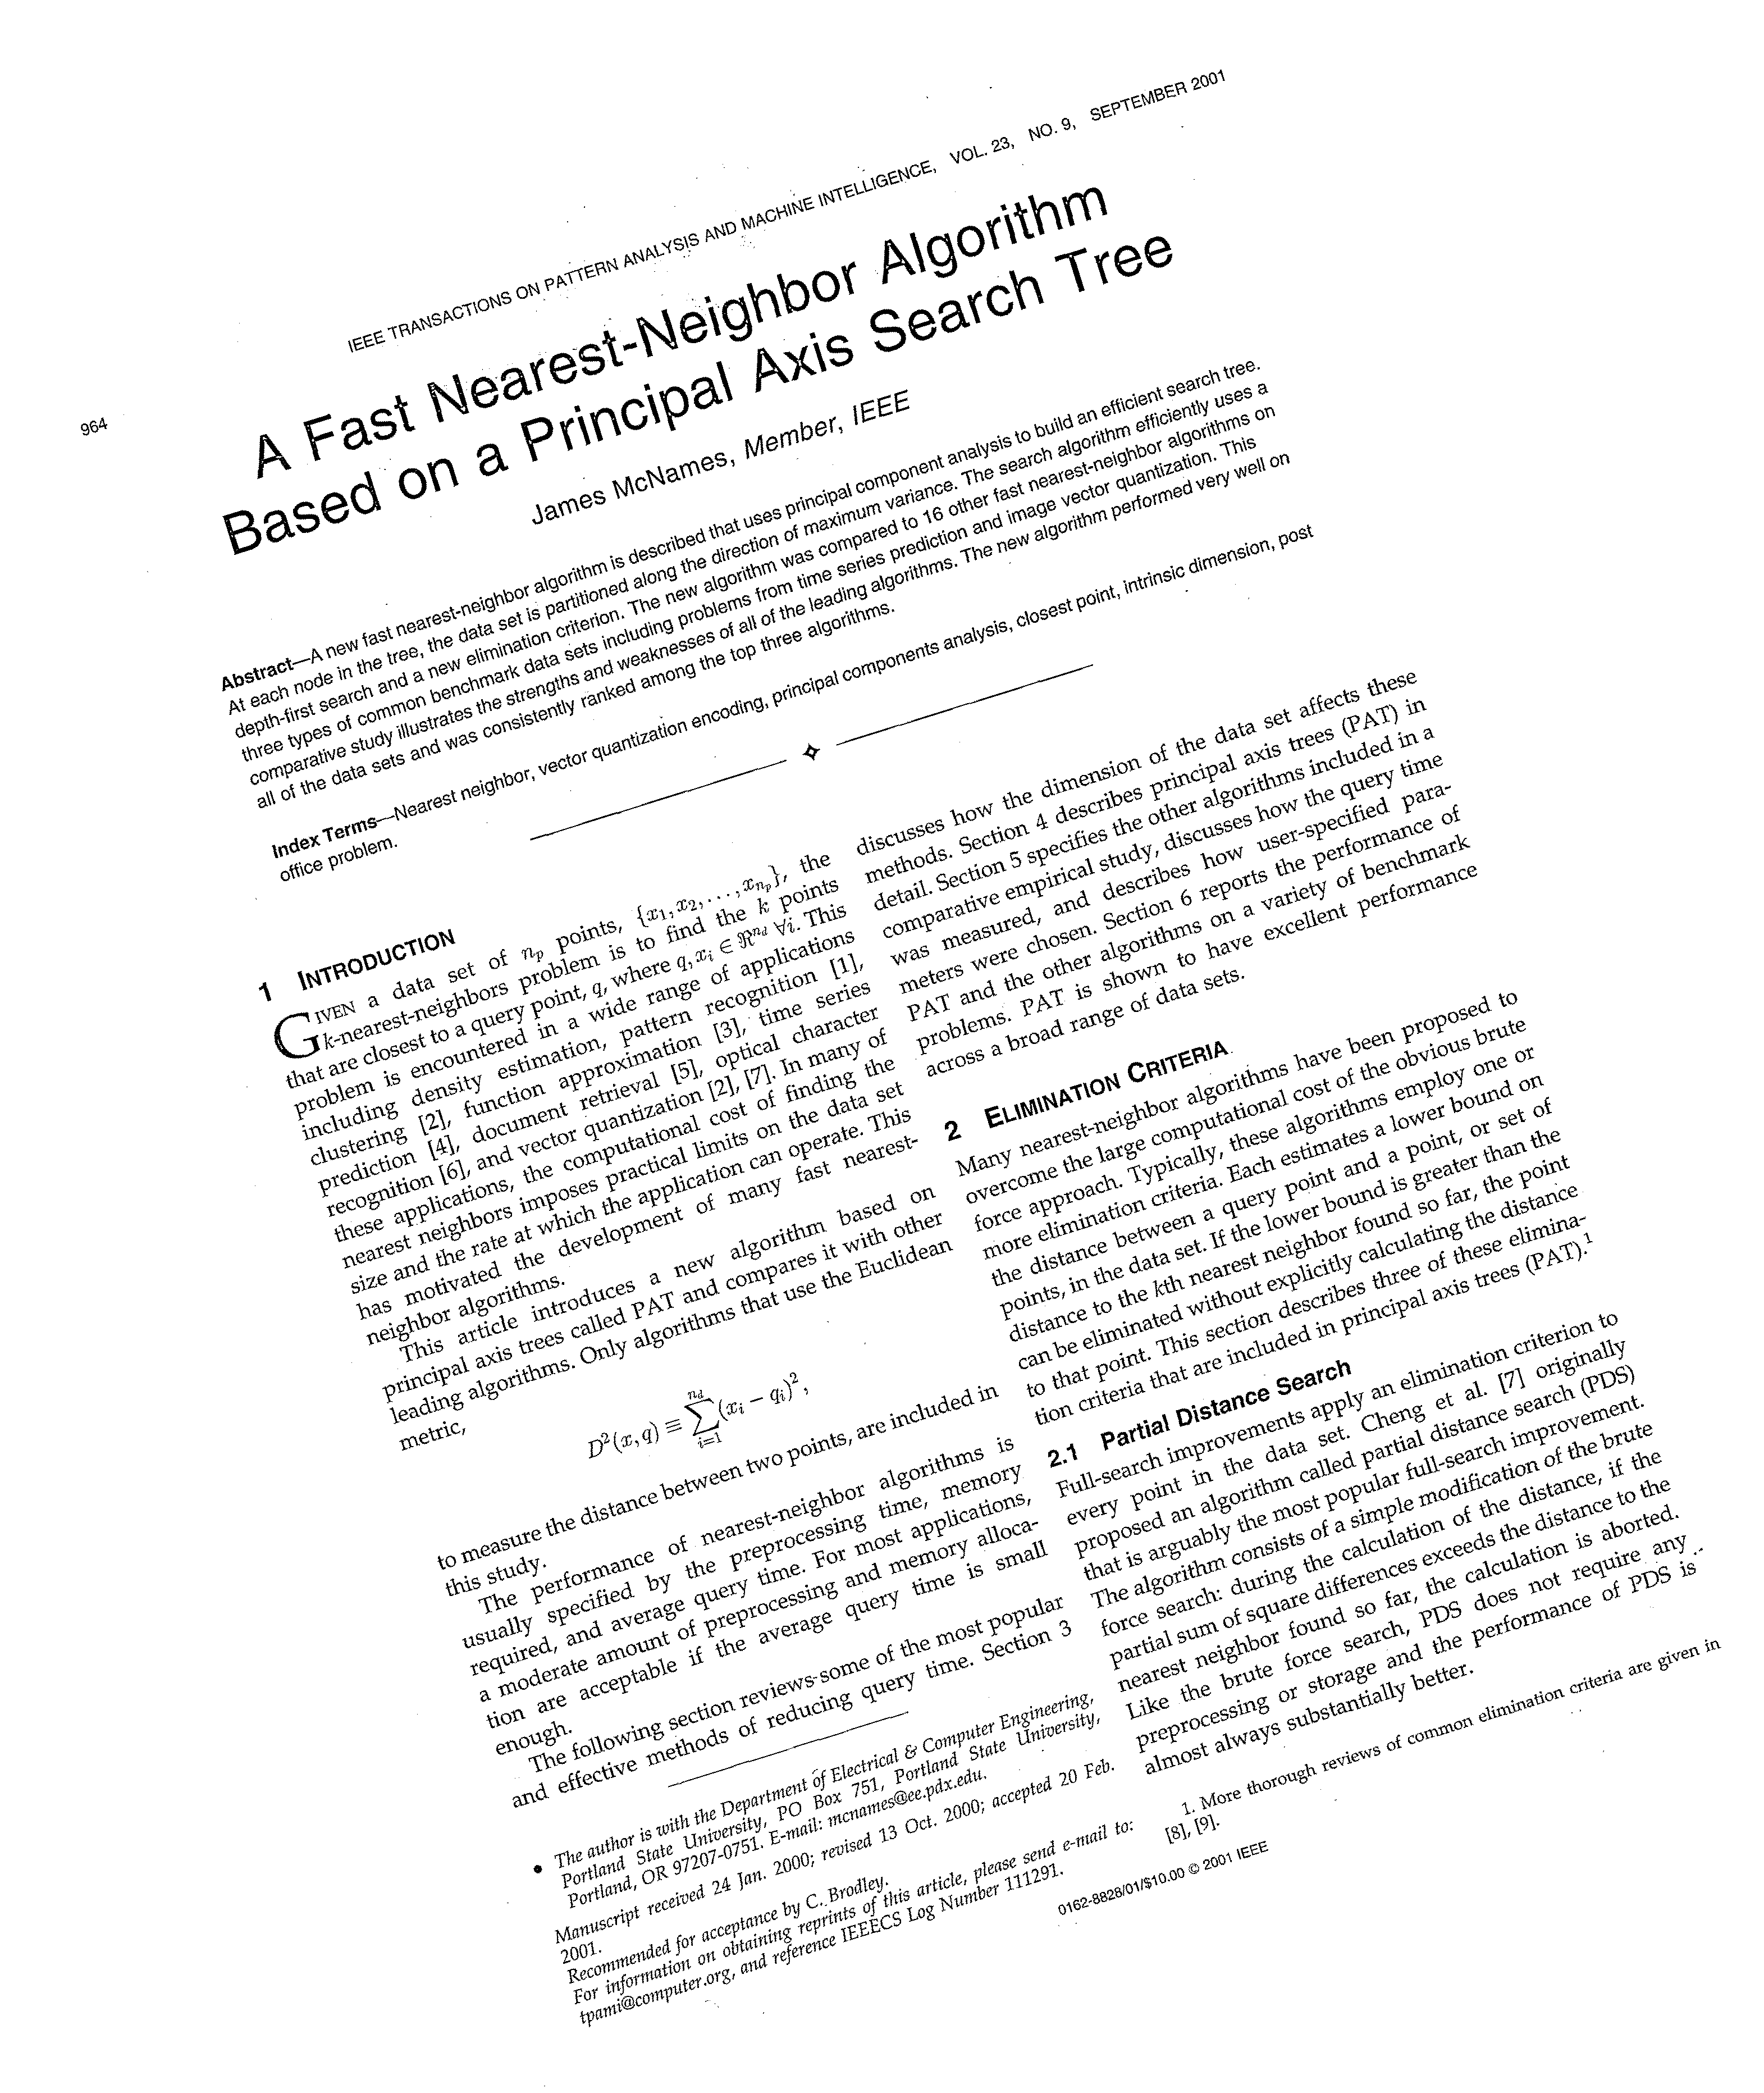 964
IEEE TRANSACTIONS ON PATTERN ANALYSIS AND MACHINE INTELLIGENCE, VOL. 23, NO. 9, SEPTEMBER 2001
A Fast Nearest-Neighbor Algorithm
Based on a Principal Axis Search Tree
James McNames, Member, IEEE
Abstract—A new fast nearest-neighbor algorithm is described that uses principal component analysis to build an efficient search tree.
At each node in the tree, the data set is partitioned along the direction of maximum variance. The search algorithm efficiently uses a
depth-first search and a new elimination criterion. The new algorithm was compared to 16 other fast nearest-neighbor algorithms on
three types of common benchmark data sets including problems from time series prediction and image vector quantization. This
comparative study illustrates the strengths and weaknesses of all of the leading algorithms. The new algorithm performed very well on
all of the data sets and was consistently ranked among the top three algorithms.
Index Terms—Nearest neighbor, vector quantization encoding, principal components analysis, closest point, intrinsic dimension, post
office problem.
1 INTRODUCTION
GIVEN a data set of n_p points, {x_1, x_2, ..., x_{n_p}}, the
k-nearest-neighbors problem is to find the k points
that are closest to a query point, q, where q, x_i ∈ ℜ^{n_d} ∀i. This
problem is encountered in a wide range of applications
including density estimation, pattern recognition [1],
clustering [2], function approximation [3], time series
prediction [4], document retrieval [5], optical character
recognition [6], and vector quantization [2], [7]. In many of
these applications, the computational cost of finding the
nearest neighbors imposes practical limits on the data set
size and the rate at which the application can operate. This
has motivated the development of many fast nearest-
neighbor algorithms.
This article introduces a new algorithm based on
principal axis trees called PAT and compares it with other
leading algorithms. Only algorithms that use the Euclidean
metric,
D²(x, q) ≡ ∑_{i=1}^{n_d} (x_i − q_i)²,
to measure the distance between two points, are included in
this study.
The performance of nearest-neighbor algorithms is
usually specified by the preprocessing time, memory
required, and average query time. For most applications,
a moderate amount of preprocessing and memory alloca-
tion are acceptable if the average query time is small
enough.
The following section reviews some of the most popular
and effective methods of reducing query time. Section 3
• The author is with the Department of Electrical & Computer Engineering,
Portland State University, PO Box 751, Portland State University,
Portland, OR 97207-0751. E-mail: mcnames@ee.pdx.edu.
Manuscript received 24 Jan. 2000; revised 13 Oct. 2000; accepted 20 Feb.
2001.
Recommended for acceptance by C. Brodley.
For information on obtaining reprints of this article, please send e-mail to:
tpami@computer.org, and reference IEEECS Log Number 111291.
discusses how the dimension of the data set affects these
methods. Section 4 describes principal axis trees (PAT) in
detail. Section 5 specifies the other algorithms included in a
comparative empirical study, discusses how the query time
was measured, and describes how user-specified para-
meters were chosen. Section 6 reports the performance of
PAT and the other algorithms on a variety of benchmark
problems. PAT is shown to have excellent performance
across a broad range of data sets.
2 ELIMINATION CRITERIA
Many nearest-neighbor algorithms have been proposed to
overcome the large computational cost of the obvious brute
force approach. Typically, these algorithms employ one or
more elimination criteria. Each estimates a lower bound on
the distance between a query point and a point, or set of
points, in the data set. If the lower bound is greater than the
distance to the kth nearest neighbor found so far, the point
can be eliminated without explicitly calculating the distance
to that point. This section describes three of these elimina-
tion criteria that are included in principal axis trees (PAT).¹
2.1 Partial Distance Search
Full-search improvements apply an elimination criterion to
every point in the data set. Cheng et al. [7] originally
proposed an algorithm called partial distance search (PDS)
that is arguably the most popular full-search improvement.
The algorithm consists of a simple modification of the brute
force search: during the calculation of the distance, if the
partial sum of square differences exceeds the distance to the
nearest neighbor found so far, the calculation is aborted.
Like the brute force search, PDS does not require any
preprocessing or storage and the performance of PDS is
almost always substantially better.
1. More thorough reviews of common elimination criteria are given in
[8], [9].
0162-8828/01/$10.00 © 2001 IEEE